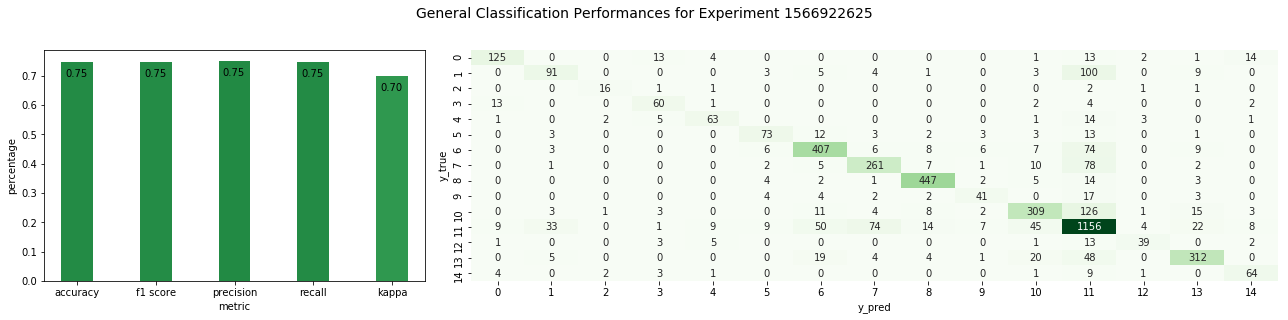 General Classification Performances for Experiment 1566922625
0.75 0.75 0.75 0.75 0.70
percentage
0.7
0.6
0.5
0.4
0.3
0.2
0.1
0.0
accuracy f1 score precision recall kappa
metric
y_true
0 125 0 0 13 4 0 0 0 0 0 1 13 2 1 14
1 0 91 0 0 0 3 5 4 1 0 3 100 0 9 0
2 0 0 16 1 1 0 0 0 0 0 0 2 1 1 0
3 13 0 0 60 1 0 0 0 0 0 2 4 0 0 2
4 1 0 2 5 63 0 0 0 0 0 1 14 3 0 1
5 0 3 0 0 0 73 12 3 2 3 3 13 0 0 1
6 0 3 0 0 0 6 407 6 8 6 7 74 0 9 0
7 0 1 0 0 0 2 5 261 7 1 10 78 0 2 0
8 0 0 0 0 0 4 2 1 447 2 5 14 0 3 0
9 0 0 0 0 0 4 4 2 2 41 0 17 0 3 0
10 0 3 1 3 0 0 11 4 8 2 309 126 1 15 3
11 9 33 0 1 9 9 50 74 14 7 45 1156 4 22 8
12 1 0 0 3 5 0 0 0 0 0 1 13 39 0 2
13 0 5 0 0 0 0 19 4 4 1 20 48 0 312 0
14 4 0 2 3 1 0 0 0 0 0 1 9 1 0 64
0 1 2 3 4 5 6 7 8 9 10 11 12 13 14
y_pred